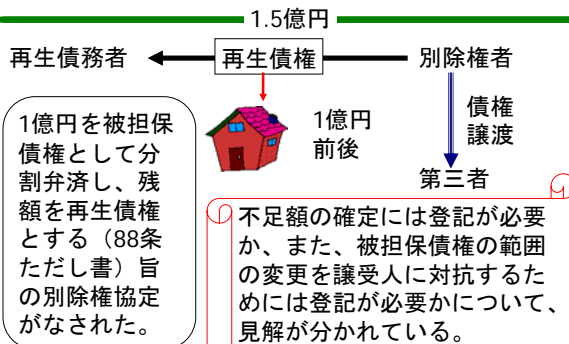 1.5億円
再生債務者
再生債権
別除権者
1億円を被担保
債権として分
割弁済し、残
額を再生債権
とする（88条
ただし書）旨
の別除権協定
がなされた。
1億円
前後
債権
譲渡
第三者
不足額の確定には登記が必要
か、また、被担保債権の範囲
の変更を譲受人に対抗するた
めには登記が必要かについて、
見解が分かれている。